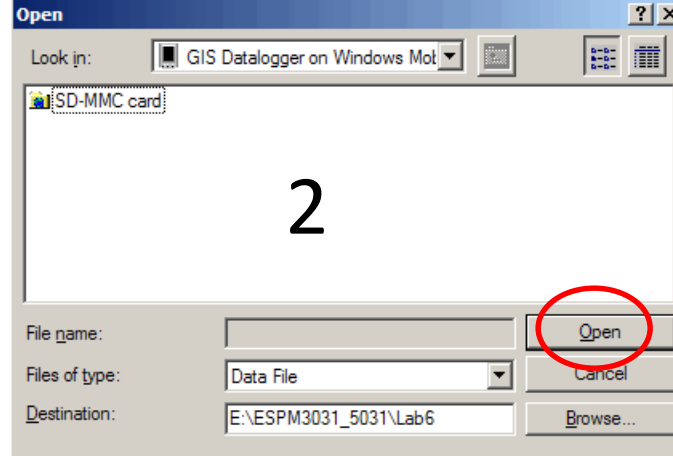 Open
Look in: GIS Datalogger on Windows Mot
SD-MMC card
2
File name: Open
Files of type: Data File Cancel
Destination: E:\ESPM3031_5031\Lab6 Browse...